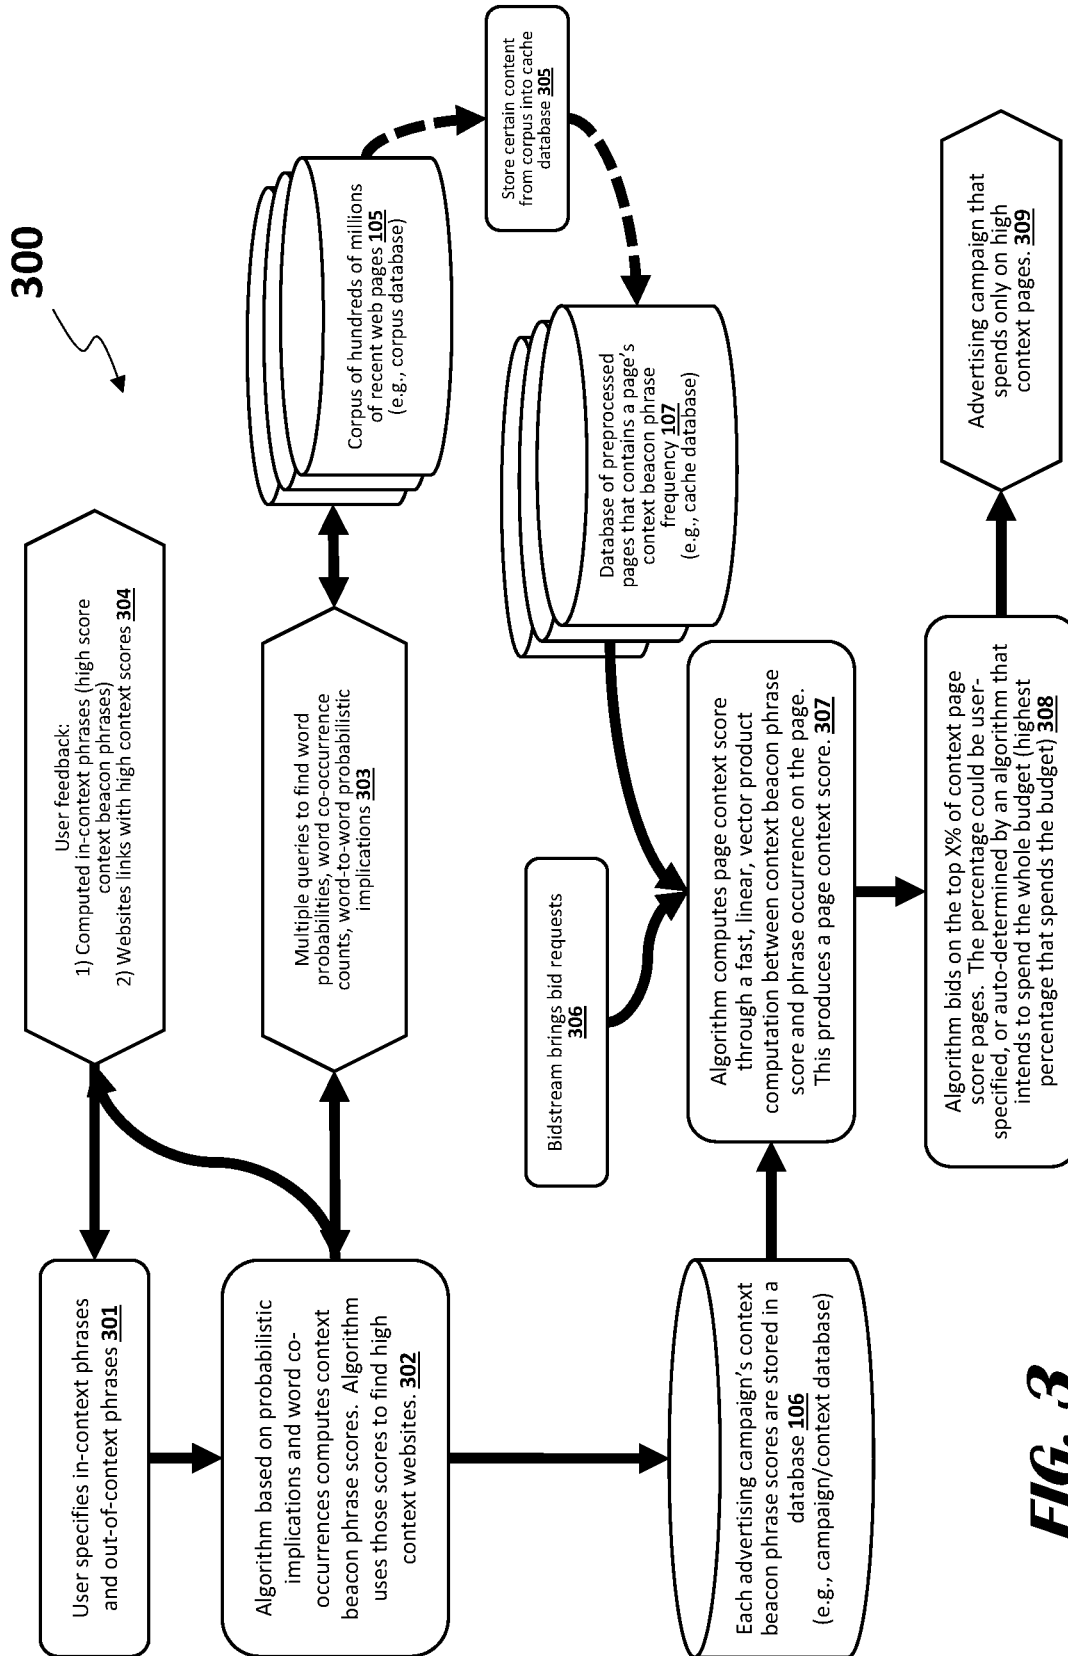 300
User feedback:
1) Computed in-context phrases (high score
context beacon phrases)
2) Websites links with high context scores 304
User specifies in-context phrases
and out-of-context phrases 301
Multiple queries to find word
probabilities, word co-occurrence
counts, word-to-word probabilistic
implications 303
Corpus of hundreds of millions
of recent web pages 105
(e.g., corpus database)
Algorithm based on probabilistic
implications and word co-
occurrences computes context
beacon phrase scores.  Algorithm
uses those scores to find high
context websites. 302
Store certain content
from corpus into cache
database 305
Bidstream brings bid requests
306
Database of preprocessed
pages that contains a page's
context beacon phrase
frequency 107
(e.g., cache database)
Each advertising campaign's context
beacon phrase scores are stored in a
database 106
(e.g., campaign/context database)
Algorithm computes page context score
through a fast, linear, vector product
computation between context beacon phrase
score and phrase occurrence on the page.
This produces a page context score. 307
Algorithm bids on the top X% of context page
score pages.  The percentage could be user-
specified, or auto-determined by an algorithm that
intends to spend the whole budget (highest
percentage that spends the budget) 308
Advertising campaign that
spends only on high
context pages. 309
FIG. 3